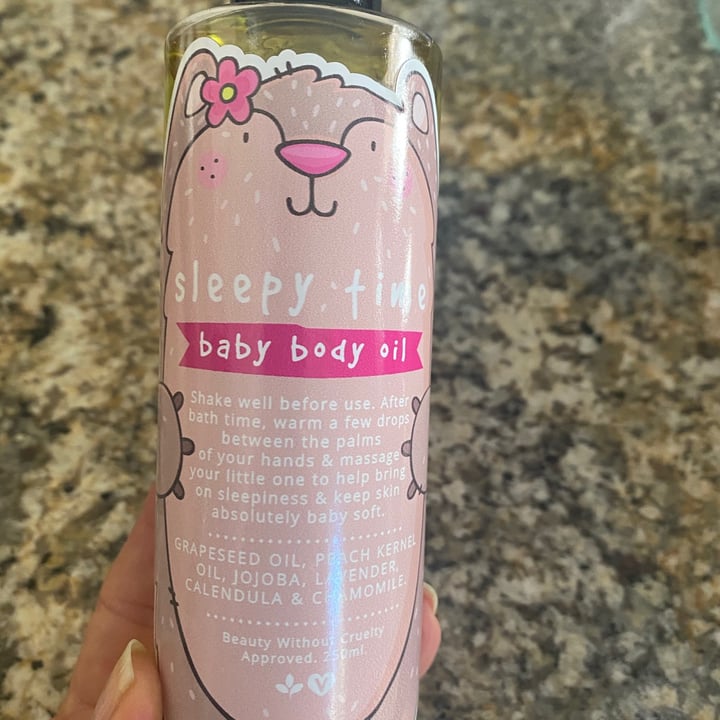 sleepy time
baby body oil
Shake well before use. After
bath time, warm a few drops
between the palms
of your hands & massage
your little one to help bring
on sleepiness & keep skin
absolutely baby soft.
GRAPESEED OIL, PEACH KERNEL
OIL, JOJOBA, LAVENDER,
CALENDULA & CHAMOMILE.
Beauty Without Cruelty
Approved. 250ml.